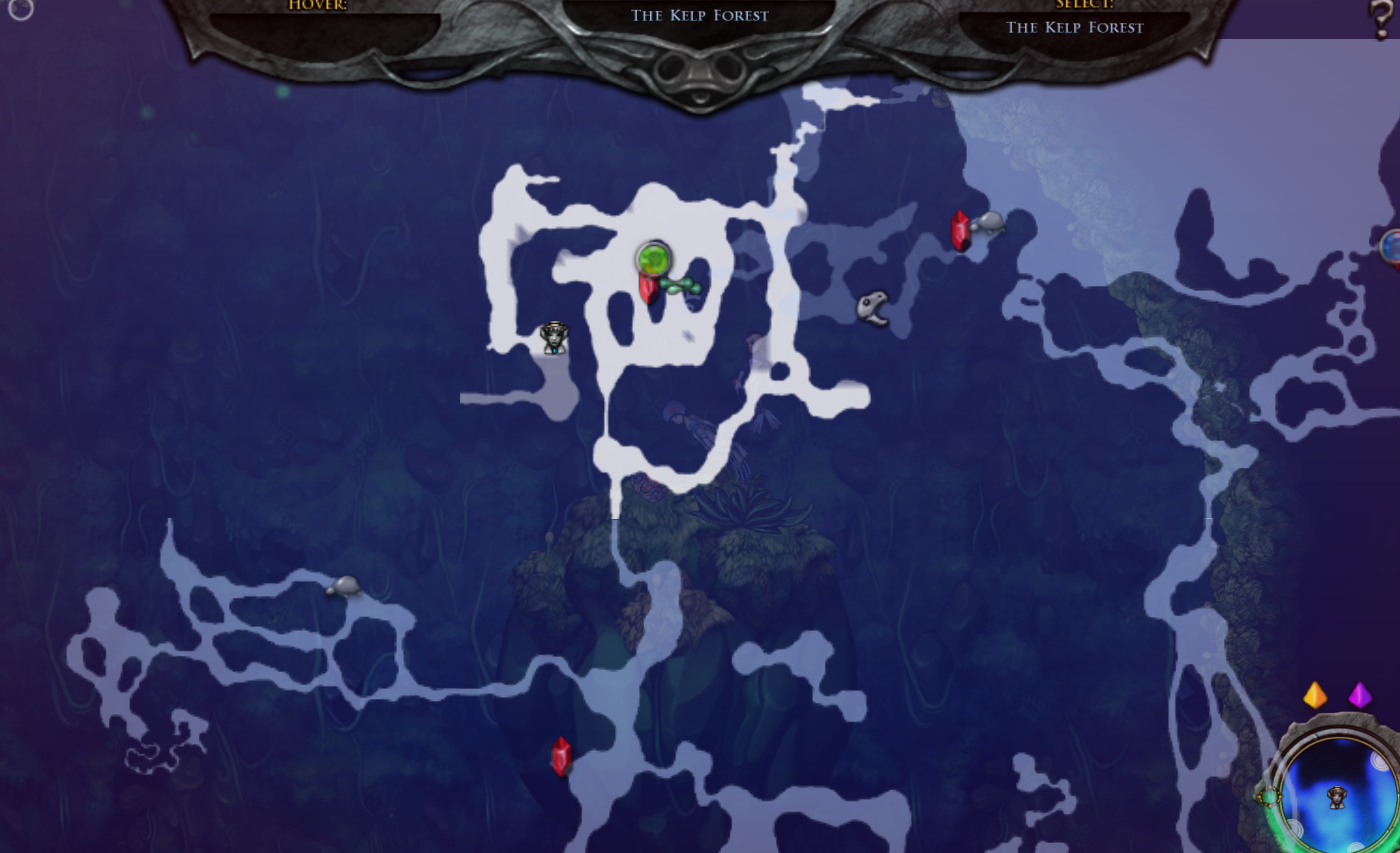 HOVER:
THE KELP FOREST
SELECT:
THE KELP FOREST
?